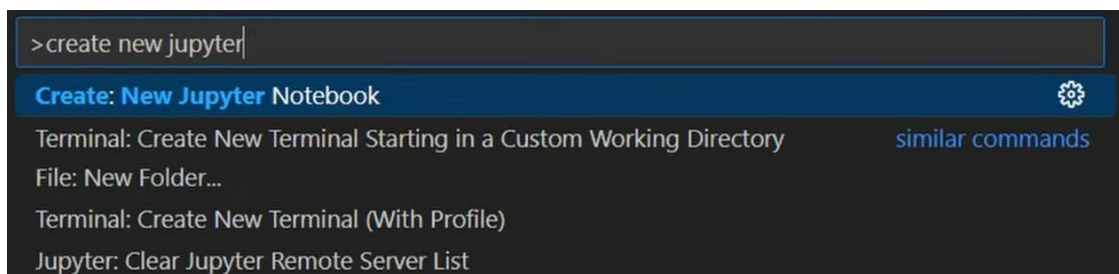 >create new jupyter
Create: New Jupyter Notebook
Terminal: Create New Terminal Starting in a Custom Working Directory similar commands
File: New Folder...
Terminal: Create New Terminal (With Profile)
Jupyter: Clear Jupyter Remote Server List